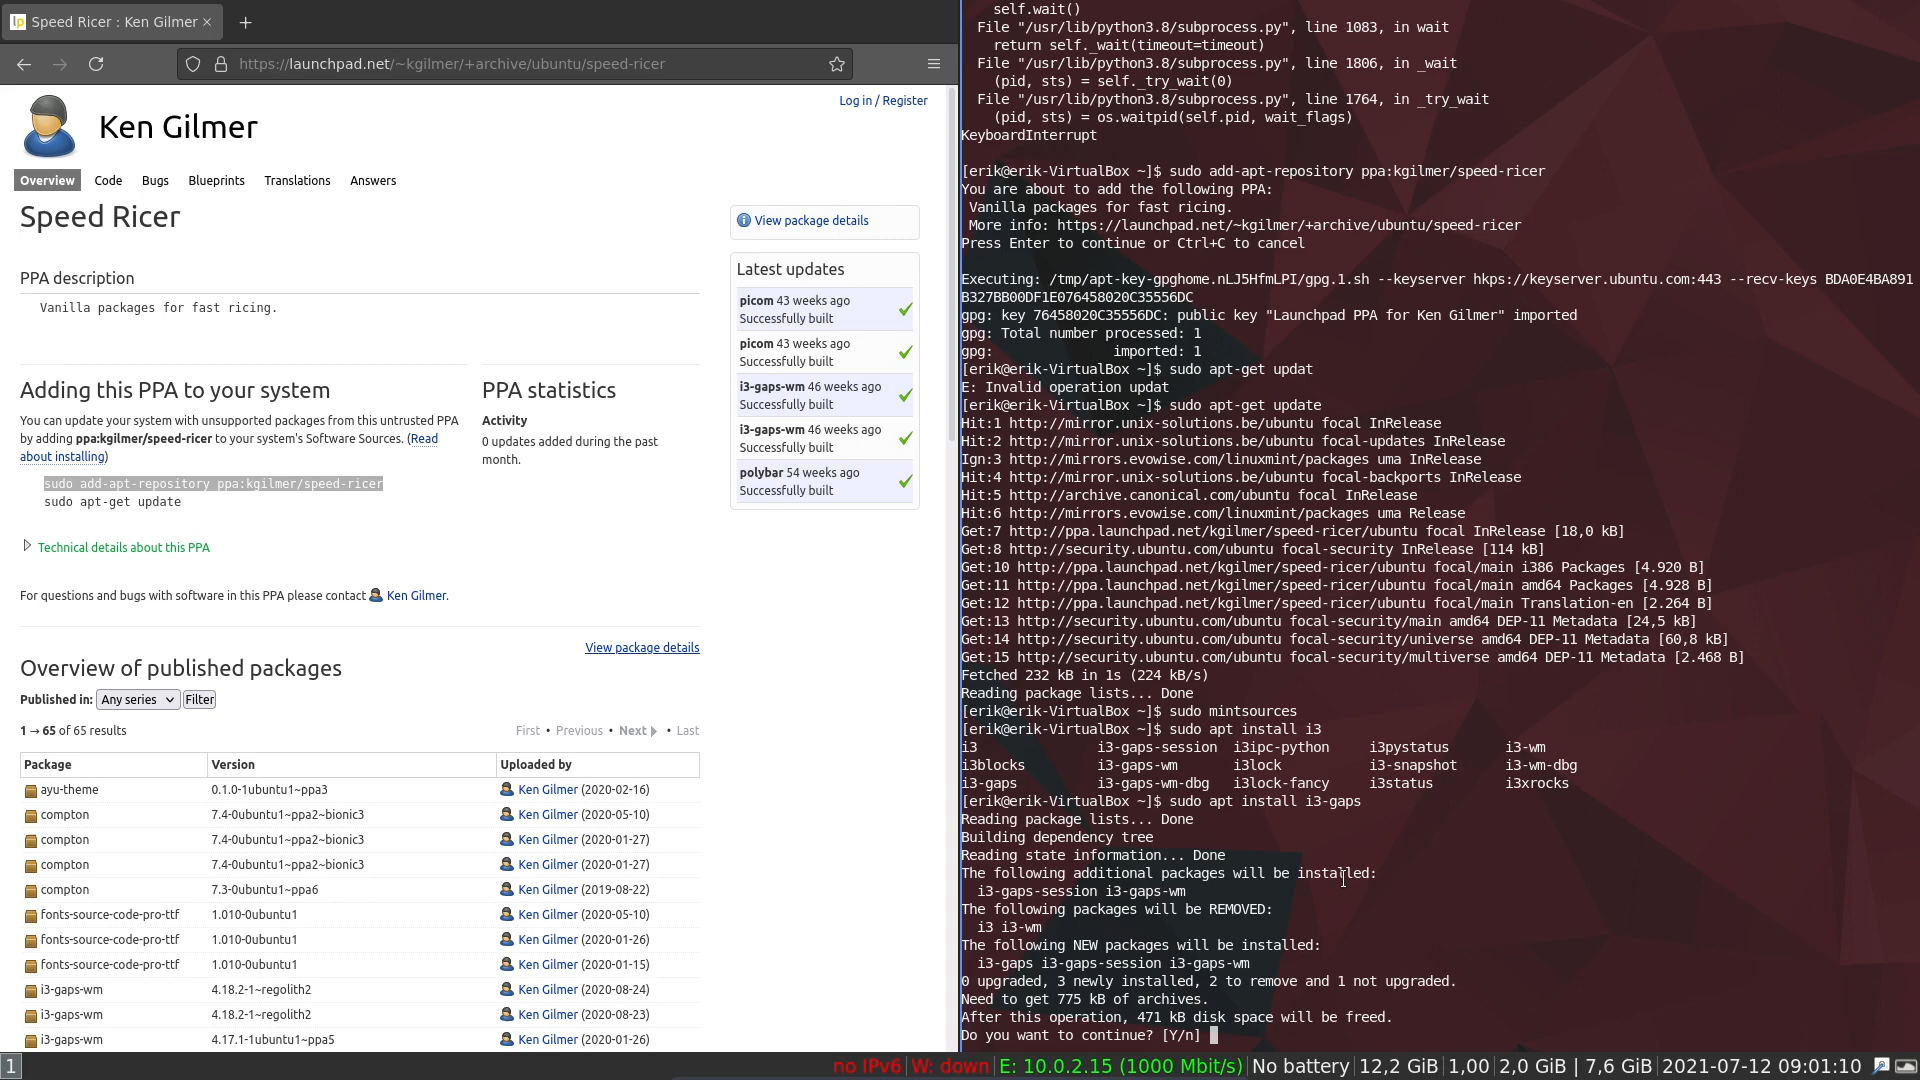 Speed Ricer : Ken Gilmer
https://launchpad.net/~kgilmer/+archive/ubuntu/speed-ricer
Log in / Register
Ken Gilmer
Overview Code Bugs Blueprints Translations Answers
Speed Ricer
View package details
PPA description
Vanilla packages for fast ricing.
Latest updates
picom 43 weeks ago
Successfully built
picom 43 weeks ago
Successfully built
i3-gaps-wm 46 weeks ago
Successfully built
i3-gaps-wm 46 weeks ago
Successfully built
polybar 54 weeks ago
Successfully built
Adding this PPA to your system
You can update your system with unsupported packages from this untrusted PPA
by adding ppa:kgilmer/speed-ricer to your system's Software Sources. (Read
about installing)
sudo add-apt-repository ppa:kgilmer/speed-ricer
sudo apt-get update
Technical details about this PPA
PPA statistics
Activity
0 updates added during the past
month.
For questions and bugs with software in this PPA please contact Ken Gilmer.
View package details
Overview of published packages
Published in: Any series Filter
1 → 65 of 65 results
First • Previous • Next • Last
Package Version Uploaded by
ayu-theme 0.1.0-1ubuntu1~ppa3 Ken Gilmer (2020-02-16)
compton 7.4-0ubuntu1~ppa2~bionic3 Ken Gilmer (2020-05-10)
compton 7.4-0ubuntu1~ppa2~bionic3 Ken Gilmer (2020-01-27)
compton 7.4-0ubuntu1~ppa2~bionic3 Ken Gilmer (2020-01-27)
compton 7.3-0ubuntu1~ppa6 Ken Gilmer (2019-08-22)
fonts-source-code-pro-ttf 1.010-0ubuntu1 Ken Gilmer (2020-05-10)
fonts-source-code-pro-ttf 1.010-0ubuntu1 Ken Gilmer (2020-01-26)
fonts-source-code-pro-ttf 1.010-0ubuntu1 Ken Gilmer (2020-01-15)
i3-gaps-wm 4.18.2-1~regolith2 Ken Gilmer (2020-08-24)
i3-gaps-wm 4.18.2-1~regolith2 Ken Gilmer (2020-08-23)
i3-gaps-wm 4.17.1-1ubuntu1~ppa5 Ken Gilmer (2020-01-26)
self.wait()
File "/usr/lib/python3.8/subprocess.py", line 1083, in wait
return self._wait(timeout=timeout)
File "/usr/lib/python3.8/subprocess.py", line 1806, in _wait
(pid, sts) = self._try_wait(0)
File "/usr/lib/python3.8/subprocess.py", line 1764, in _try_wait
(pid, sts) = os.waitpid(self.pid, wait_flags)
KeyboardInterrupt
[erik@erik-VirtualBox ~]$ sudo add-apt-repository ppa:kgilmer/speed-ricer
You are about to add the following PPA:
Vanilla packages for fast ricing.
More info: https://launchpad.net/~kgilmer/+archive/ubuntu/speed-ricer
Press Enter to continue or Ctrl+C to cancel
Executing: /tmp/apt-key-gpghome.nLJ5HfmLPI/gpg.1.sh --keyserver hkps://keyserver.ubuntu.com:443 --recv-keys BDA0E4BA891
B327BB00DF1E076458020C35556DC
gpg: key 76458020C35556DC: public key "Launchpad PPA for Ken Gilmer" imported
gpg: Total number processed: 1
gpg: imported: 1
[erik@erik-VirtualBox ~]$ sudo apt-get updat
E: Invalid operation updat
[erik@erik-VirtualBox ~]$ sudo apt-get update
Hit:1 http://mirror.unix-solutions.be/ubuntu focal InRelease
Hit:2 http://mirror.unix-solutions.be/ubuntu focal-updates InRelease
Ign:3 http://mirrors.evowise.com/linuxmint/packages uma InRelease
Hit:4 http://mirror.unix-solutions.be/ubuntu focal-backports InRelease
Hit:5 http://archive.canonical.com/ubuntu focal InRelease
Hit:6 http://mirrors.evowise.com/linuxmint/packages uma Release
Get:7 http://ppa.launchpad.net/kgilmer/speed-ricer/ubuntu focal InRelease [18,0 kB]
Get:8 http://security.ubuntu.com/ubuntu focal-security InRelease [114 kB]
Get:10 http://ppa.launchpad.net/kgilmer/speed-ricer/ubuntu focal/main i386 Packages [4.920 B]
Get:11 http://ppa.launchpad.net/kgilmer/speed-ricer/ubuntu focal/main amd64 Packages [4.928 B]
Get:12 http://ppa.launchpad.net/kgilmer/speed-ricer/ubuntu focal/main Translation-en [2.264 B]
Get:13 http://security.ubuntu.com/ubuntu focal-security/main amd64 DEP-11 Metadata [24,5 kB]
Get:14 http://security.ubuntu.com/ubuntu focal-security/universe amd64 DEP-11 Metadata [60,8 kB]
Get:15 http://security.ubuntu.com/ubuntu focal-security/multiverse amd64 DEP-11 Metadata [2.468 B]
Fetched 232 kB in 1s (224 kB/s)
Reading package lists... Done
[erik@erik-VirtualBox ~]$ sudo mintsources
[erik@erik-VirtualBox ~]$ sudo apt install i3
i3 i3-gaps-session i3ipc-python i3pystatus i3-wm
i3blocks i3-gaps-wm i3lock i3-snapshot i3-wm-dbg
i3-gaps i3-gaps-wm-dbg i3lock-fancy i3status i3xrocks
[erik@erik-VirtualBox ~]$ sudo apt install i3-gaps
Reading package lists... Done
Building dependency tree
Reading state information... Done
The following additional packages will be installed:
i3-gaps-session i3-gaps-wm
The following packages will be REMOVED:
i3 i3-wm
The following NEW packages will be installed:
i3-gaps i3-gaps-session i3-gaps-wm
0 upgraded, 3 newly installed, 2 to remove and 1 not upgraded.
Need to get 775 kB of archives.
After this operation, 471 kB disk space will be freed.
Do you want to continue? [Y/n]
1
no IPv6 | W: down | E: 10.0.2.15 (1000 Mbit/s) | No battery | 12,2 GiB | 1,00 | 2,0 GiB | 7,6 GiB | 2021-07-12 09:01:10